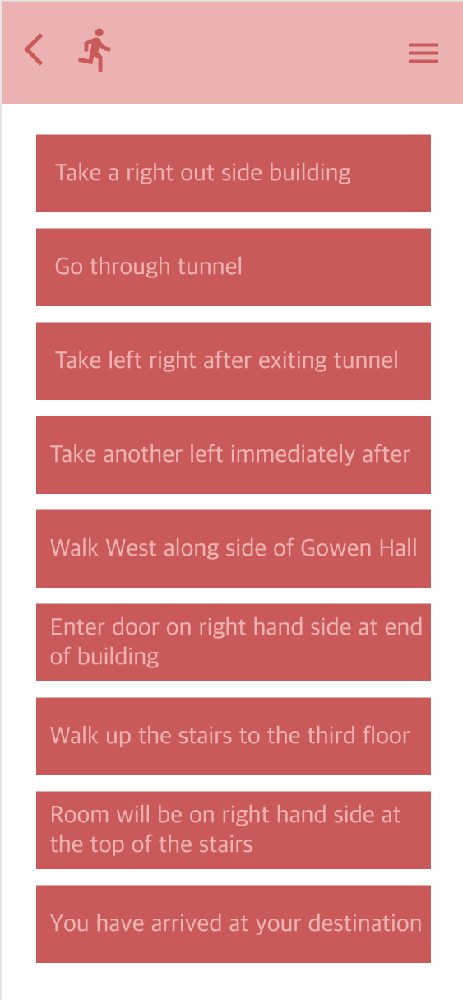 Take a right out side building
Go through tunnel
Take left right after exiting tunnel
Take another left immediately after
Walk West along side of Gowen Hall
Enter door on right hand side at end
of building
Walk up the stairs to the third floor
Room will be on right hand side at
the top of the stairs
You have arrived at your destination